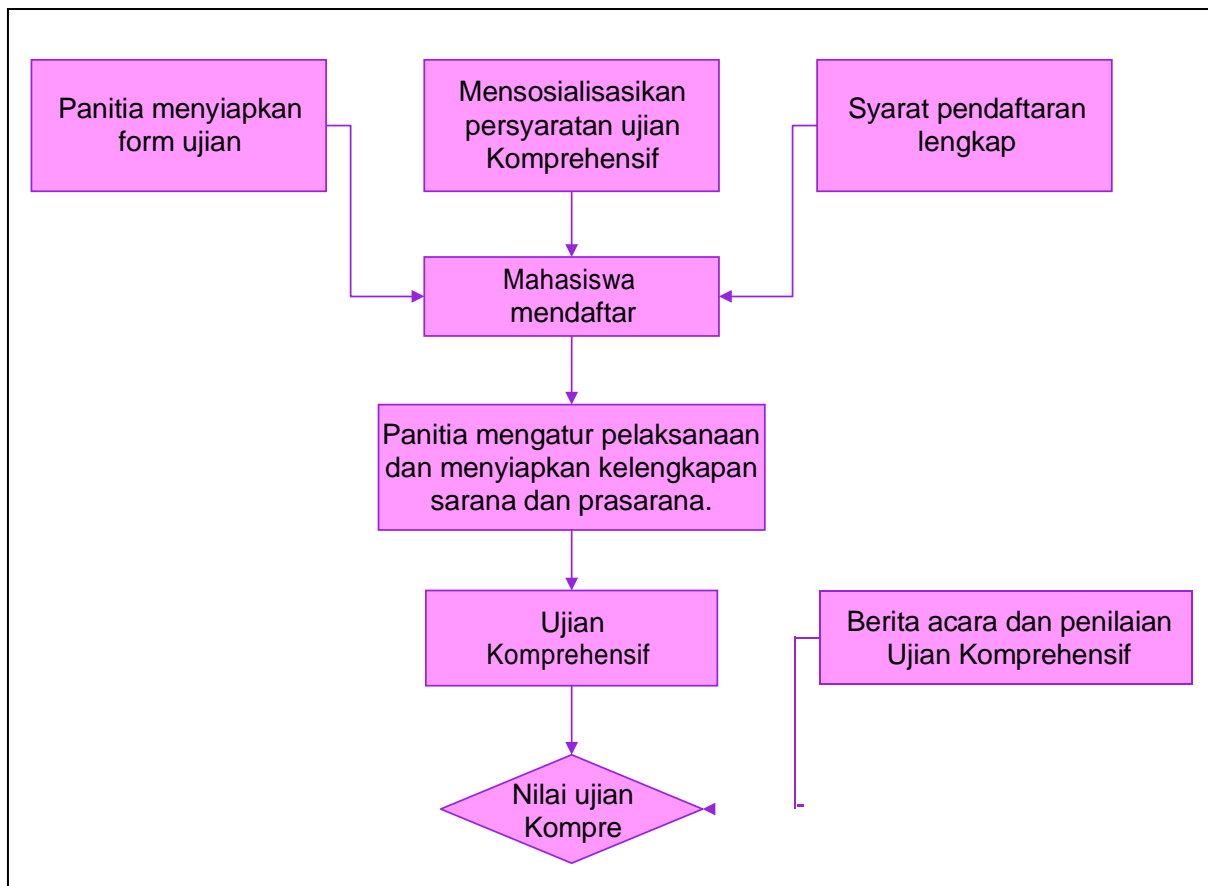 Panitia menyiapkan
form ujian
Mensosialisasikan
persyaratan ujian
Komprehensif
Syarat pendaftaran
lengkap
Mahasiswa
mendaftar
Panitia mengatur pelaksanaan
dan menyiapkan kelengkapan
sarana dan prasarana.
Ujian
Komprehensif
Berita acara dan penilaian
Ujian Komprehensif
Nilai ujian
Kompre